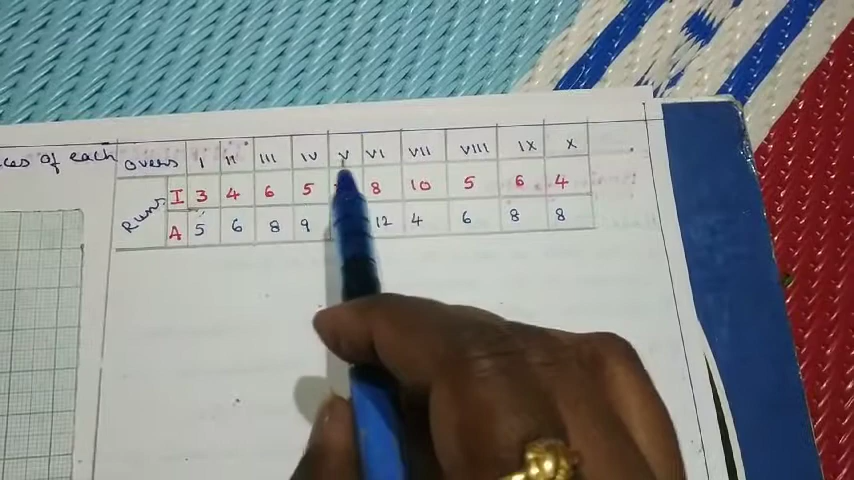 ces of each
overs I II III IV V VI VII VIII IX X
Runs
I 3 4 6 5 8 10 5 6 4
A 5 6 8 9 12 4 6 8 8